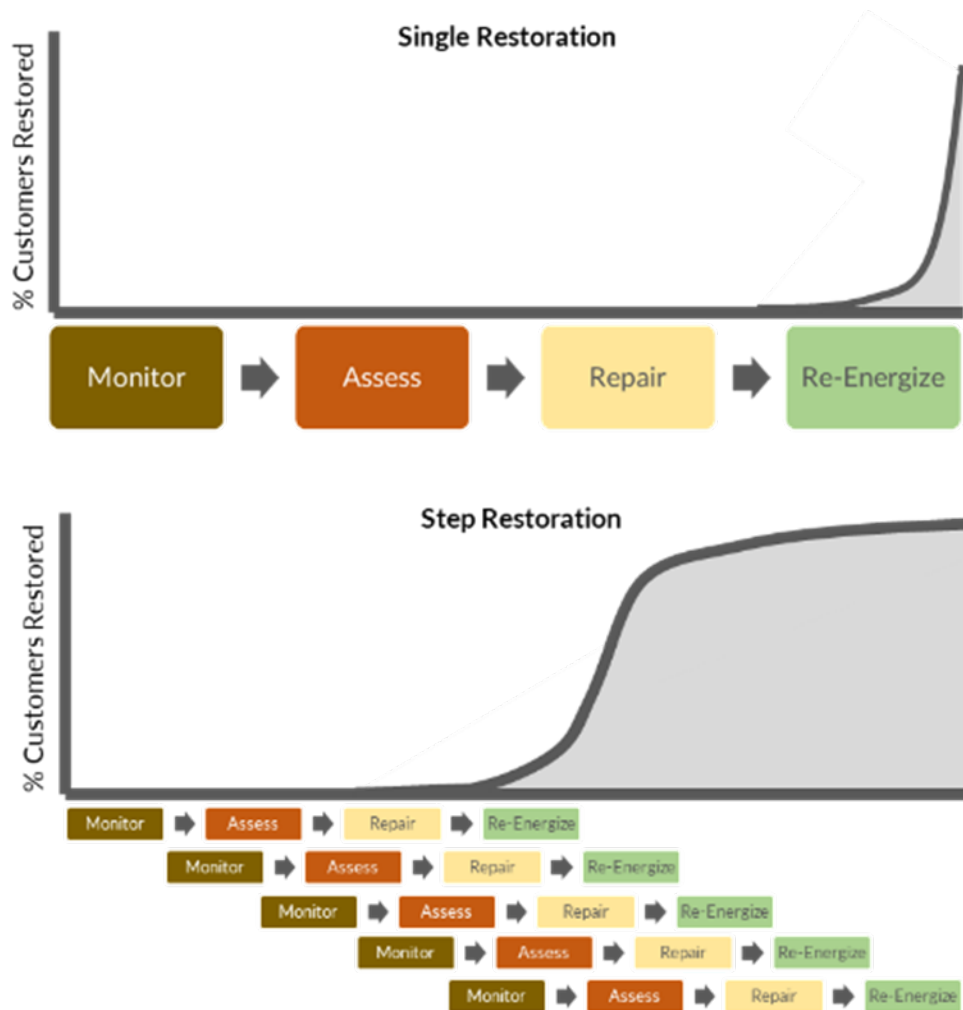 Single Restoration
% Customers Restored
Monitor Assess Repair Re-Energize
Step Restoration
% Customers Restored
Monitor Assess Repair Re-Energize
Monitor Assess Repair Re-Energize
Monitor Assess Repair Re-Energize
Monitor Assess Repair Re-Energize
Monitor Assess Repair Re-Energize